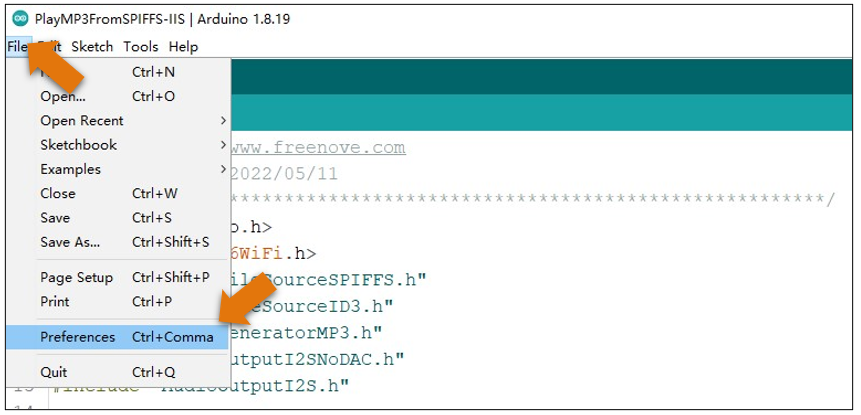 PlayMP3FromSPIFFS-IIS | Arduino 1.8.19
File Edit Sketch Tools Help
Ctrl+N
Open... Ctrl+O
Open Recent
Sketchbook
Examples
Close Ctrl+W
Save Ctrl+S
Save As... Ctrl+Shift+S
Page Setup Ctrl+Shift+P
Print Ctrl+P
Preferences Ctrl+Comma
Quit Ctrl+Q
www.freenove.com
2022/05/11
*******************************************************/
o.h>
6WiFi.h>
ileSourceSPIFFS.h"
eSourceID3.h"
eneratorMP3.h"
utputI2SNoDAC.h"
#include "AudioOutputI2S.h"